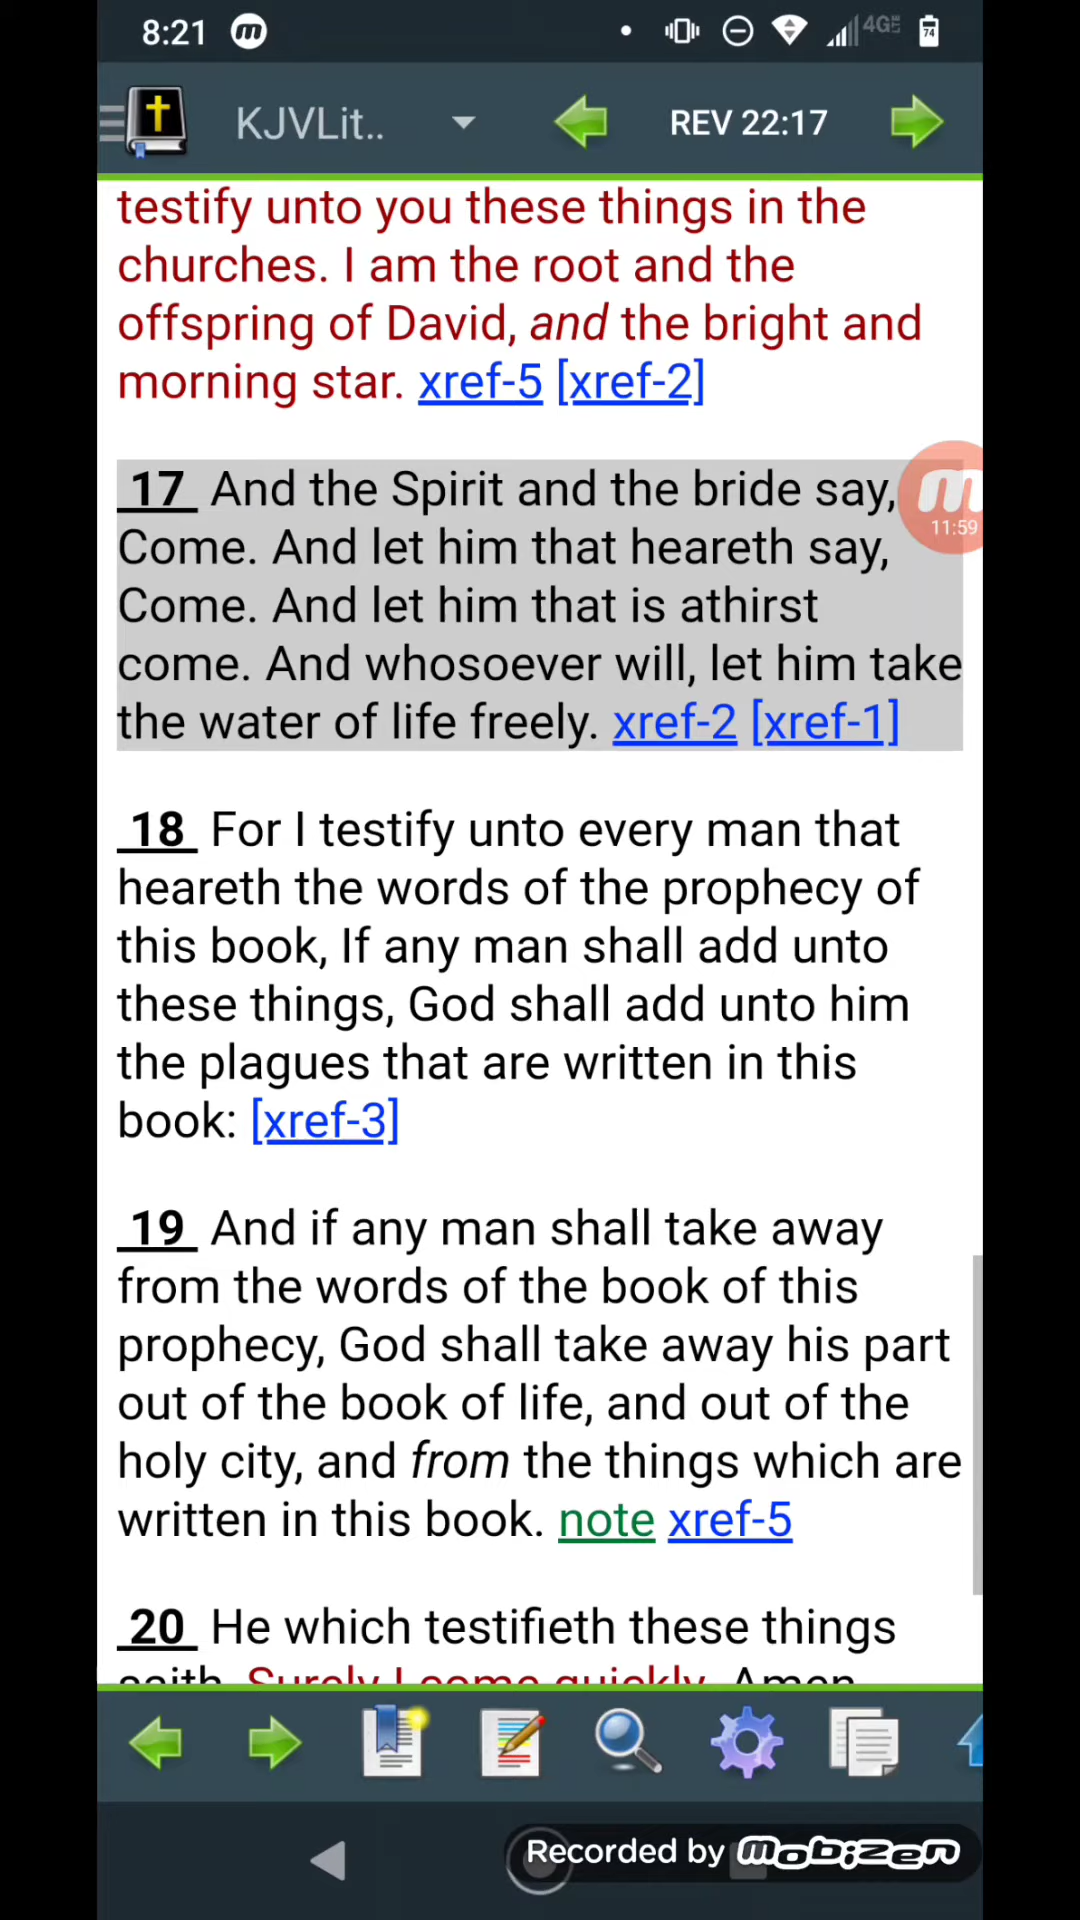 8:21 m 4GE 74
KJVLit.. REV 22:17
testify unto you these things in the
churches. I am the root and the
offspring of David, and the bright and
morning star. xref-5 [xref-2]
17 And the Spirit and the bride say,
Come. And let him that heareth say,
Come. And let him that is athirst
come. And whosoever will, let him take
the water of life freely. xref-2 [xref-1]
m
11:59
18 For I testify unto every man that
heareth the words of the prophecy of
this book, If any man shall add unto
these things, God shall add unto him
the plagues that are written in this
book: [xref-3]
19 And if any man shall take away
from the words of the book of this
prophecy, God shall take away his part
out of the book of life, and out of the
holy city, and from the things which are
written in this book. note xref-5
20 He which testifieth these things
saith, Surely I come quickly. Amen.
Recorded by mobizen